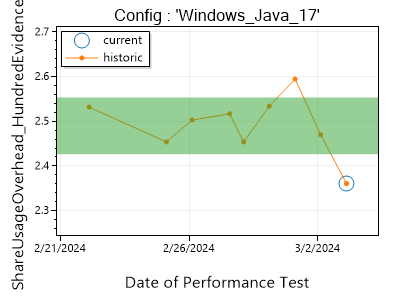 Config : 'Windows_Java_17'
ShareUsageOverhead_HundredEvidence
2.7
2.6
2.5
2.4
2.3
current
historic
2/21/2024
2/26/2024
3/2/2024
Date of Performance Test